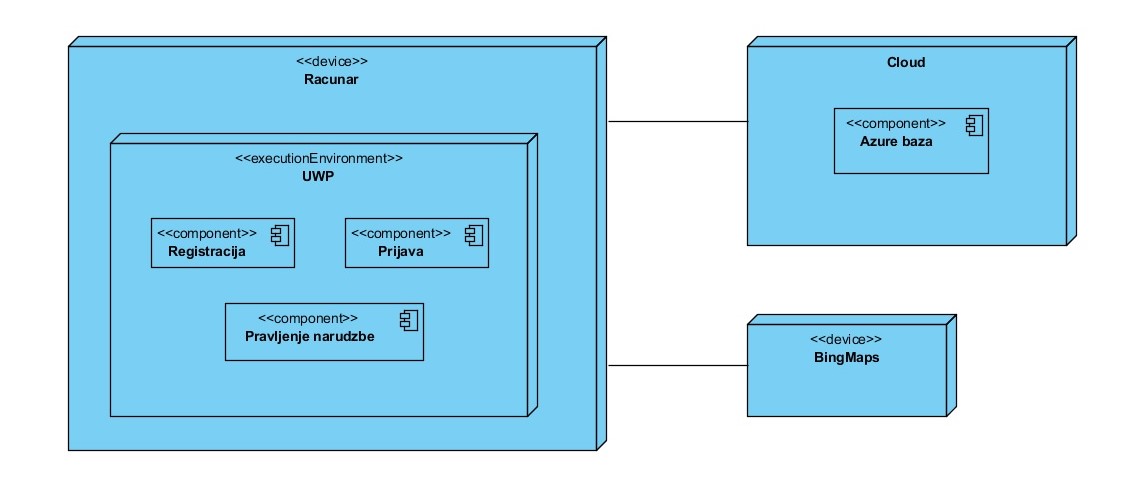 <<device>>
Racunar
<<executionEnvironment>>
UWP
<<component>>
Registracija
<<component>>
Prijava
<<component>>
Pravljenje narudzbe
Cloud
<<component>>
Azure baza
<<device>>
BingMaps